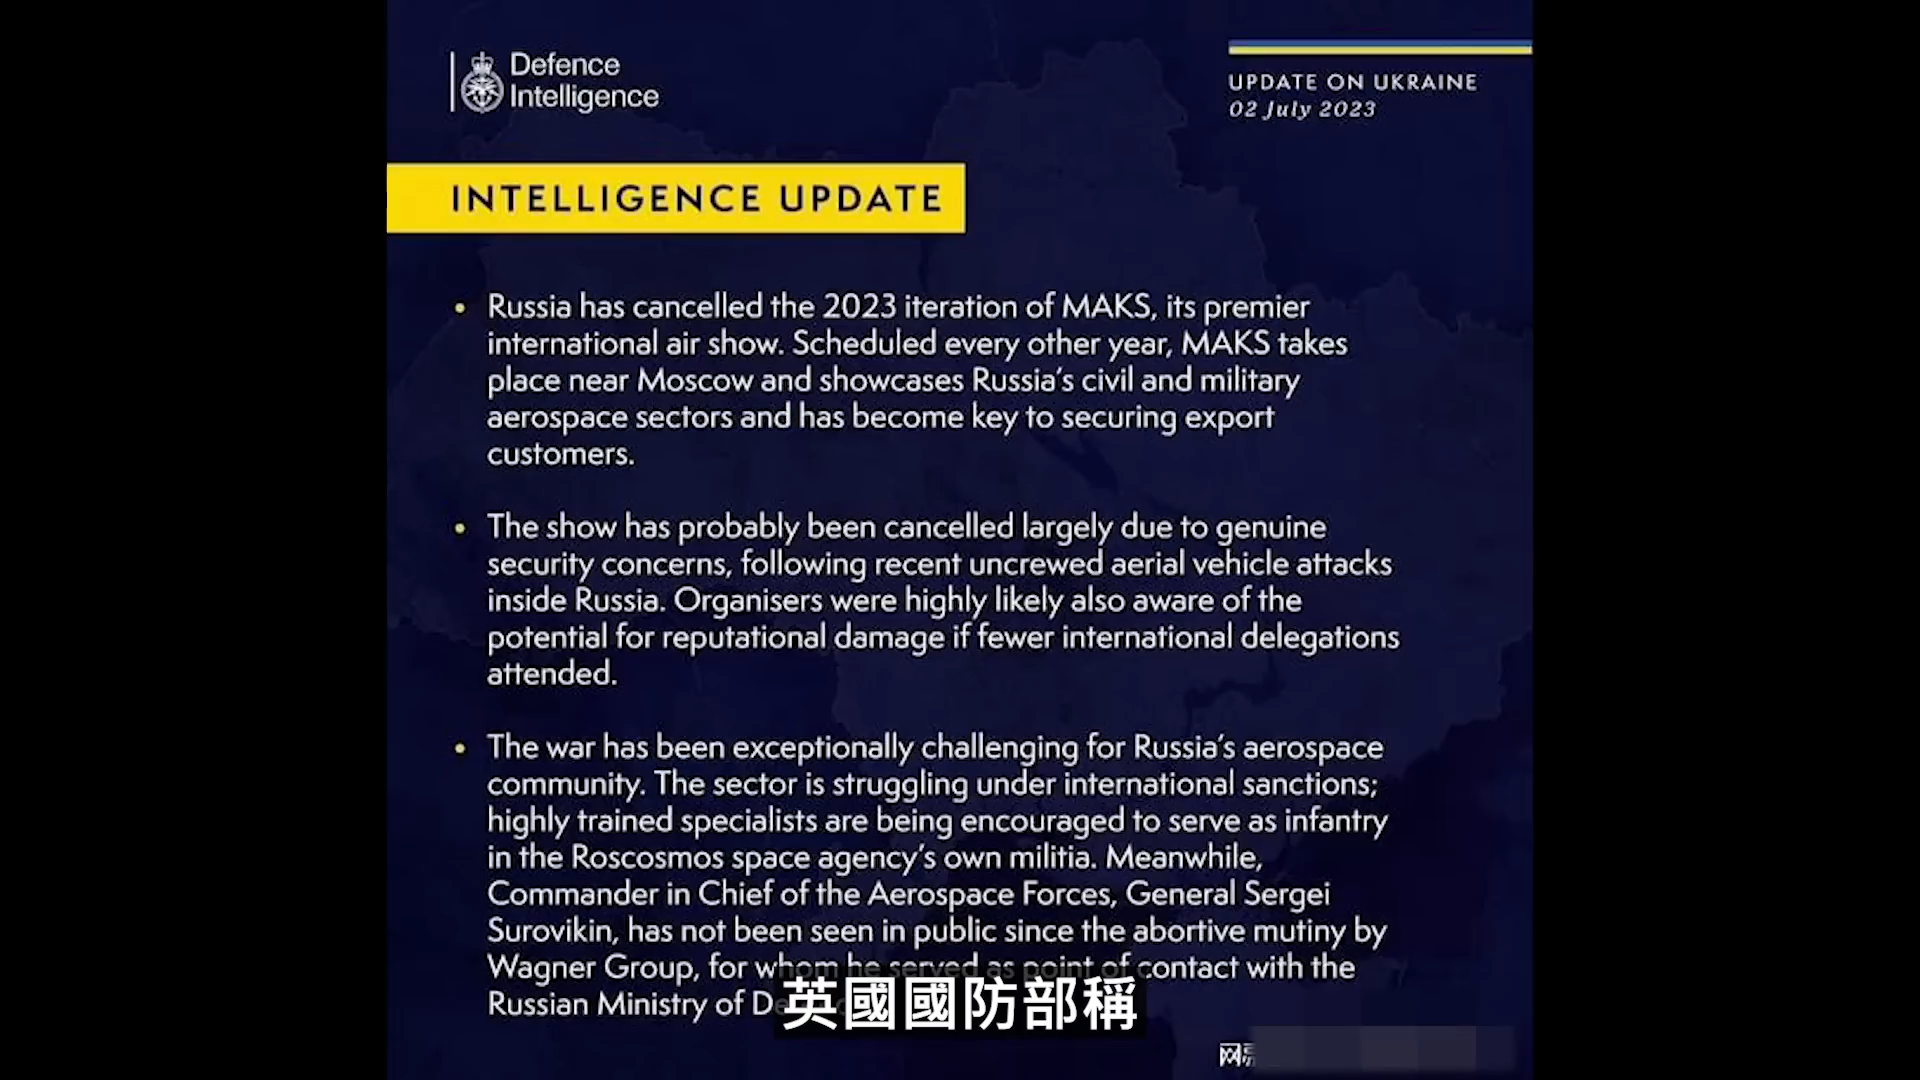 Defence
Intelligence
UPDATE ON UKRAINE
02 July 2023
INTELLIGENCE UPDATE
• Russia has cancelled the 2023 iteration of MAKS, its premier
international air show. Scheduled every other year, MAKS takes
place near Moscow and showcases Russia's civil and military
aerospace sectors and has become key to securing export
customers.
• The show has probably been cancelled largely due to genuine
security concerns, following recent uncrewed aerial vehicle attacks
inside Russia. Organisers were highly likely also aware of the
potential for reputational damage if fewer international delegations
attended.
• The war has been exceptionally challenging for Russia's aerospace
community. The sector is struggling under international sanctions;
highly trained specialists are being encouraged to serve as infantry
in the Roscosmos space agency's own militia. Meanwhile,
Commander in Chief of the Aerospace Forces, General Sergei
Surovikin, has not been seen in public since the abortive mutiny by
Wagner Group, for whom he served as point of contact with the
Russian Ministry of
英國國防部稱